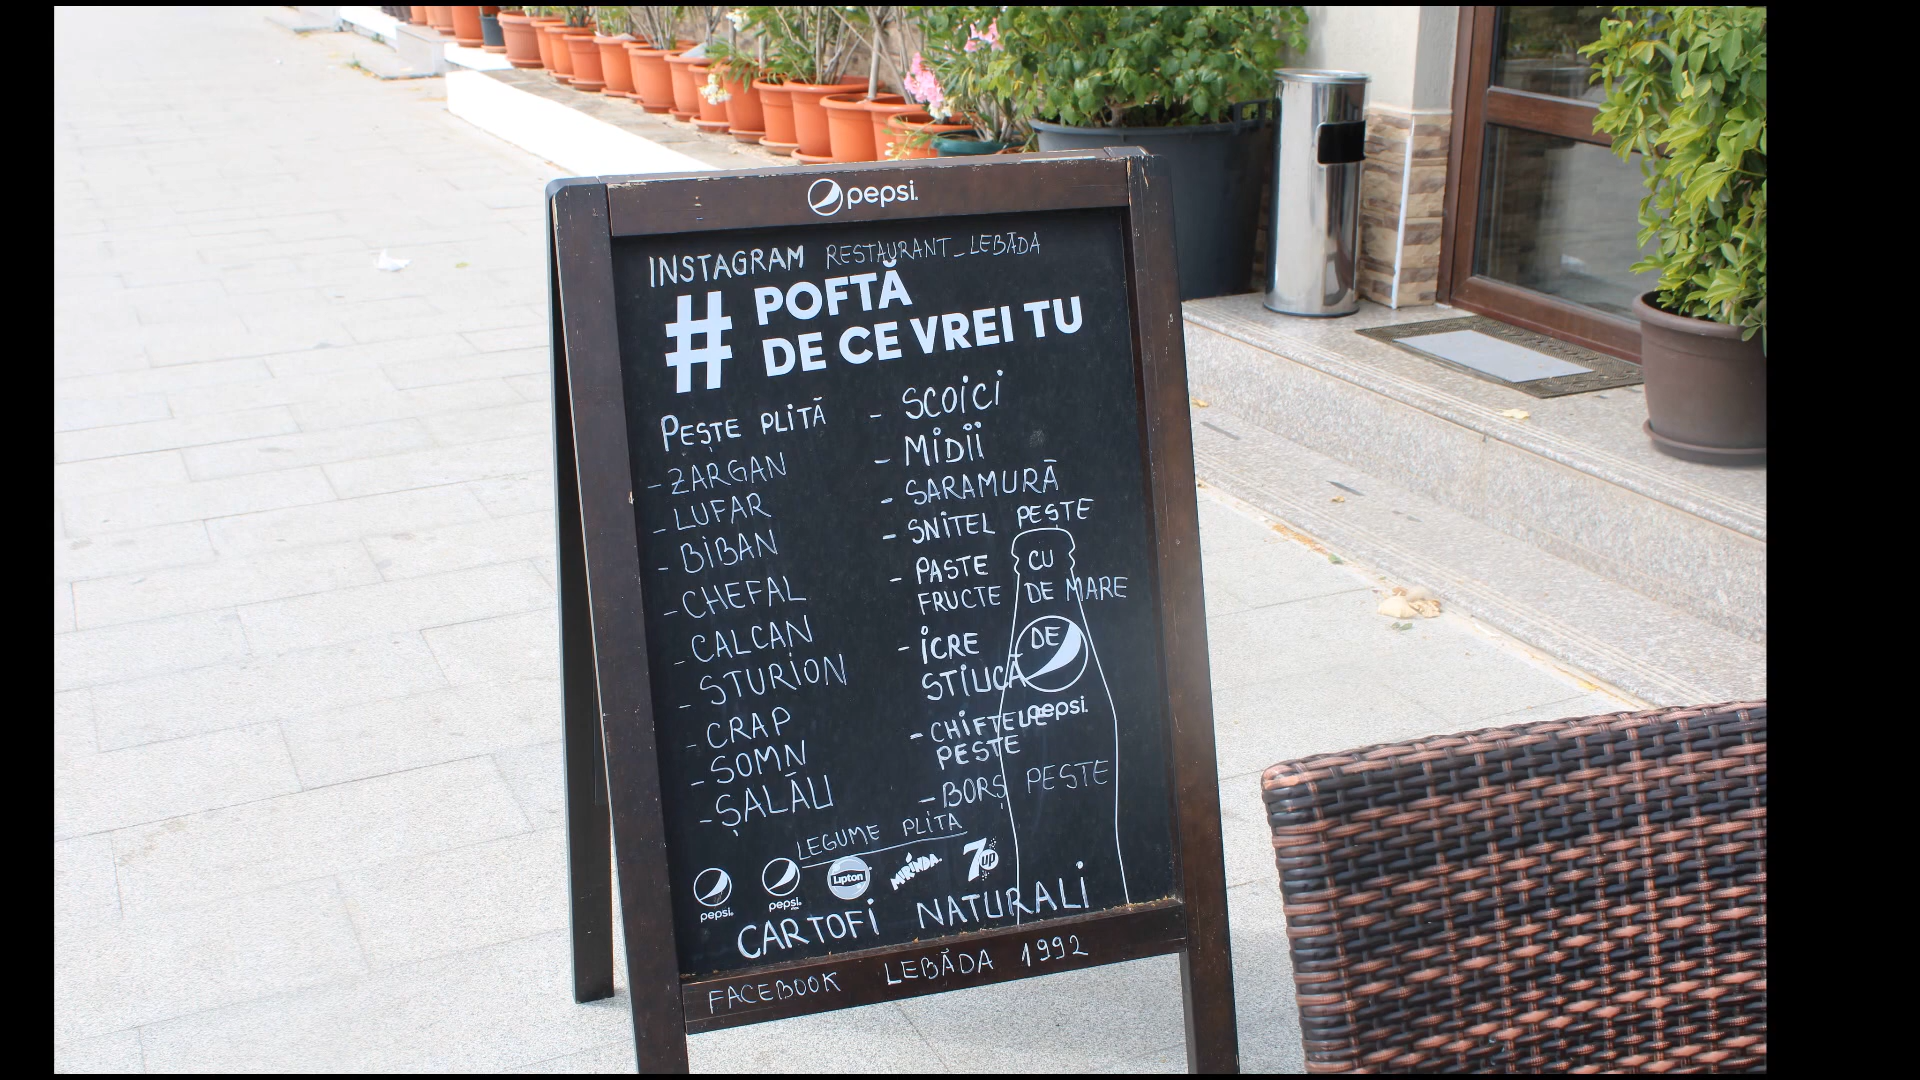 pepsi.
INSTAGRAM RESTAURANT_LEBĂDA
# POFTĂ
DE CE VREI TU
PEȘTE PLITĂ
- ZARGAN
- LUFAR
- BIBAN
- CHEFAL
- CALCAN
- STURION
- CRAP
- SOMN
- ȘALĂU
- SCOICI
- MIDII
- SARAMURĂ
- SNITEL PEȘTE
- PASTE CU
FRUCTE DE MARE
- ICRE DE
STIUCĂ
pepsi.
- CHIFTELE
PEȘTE
- BORȘ PEȘTE
LEGUME PLITA
pepsi. pepsi. Lipton MIRINDA. 7up
CARTOFI NATURALI
FACEBOOK LEBĂDA 1992